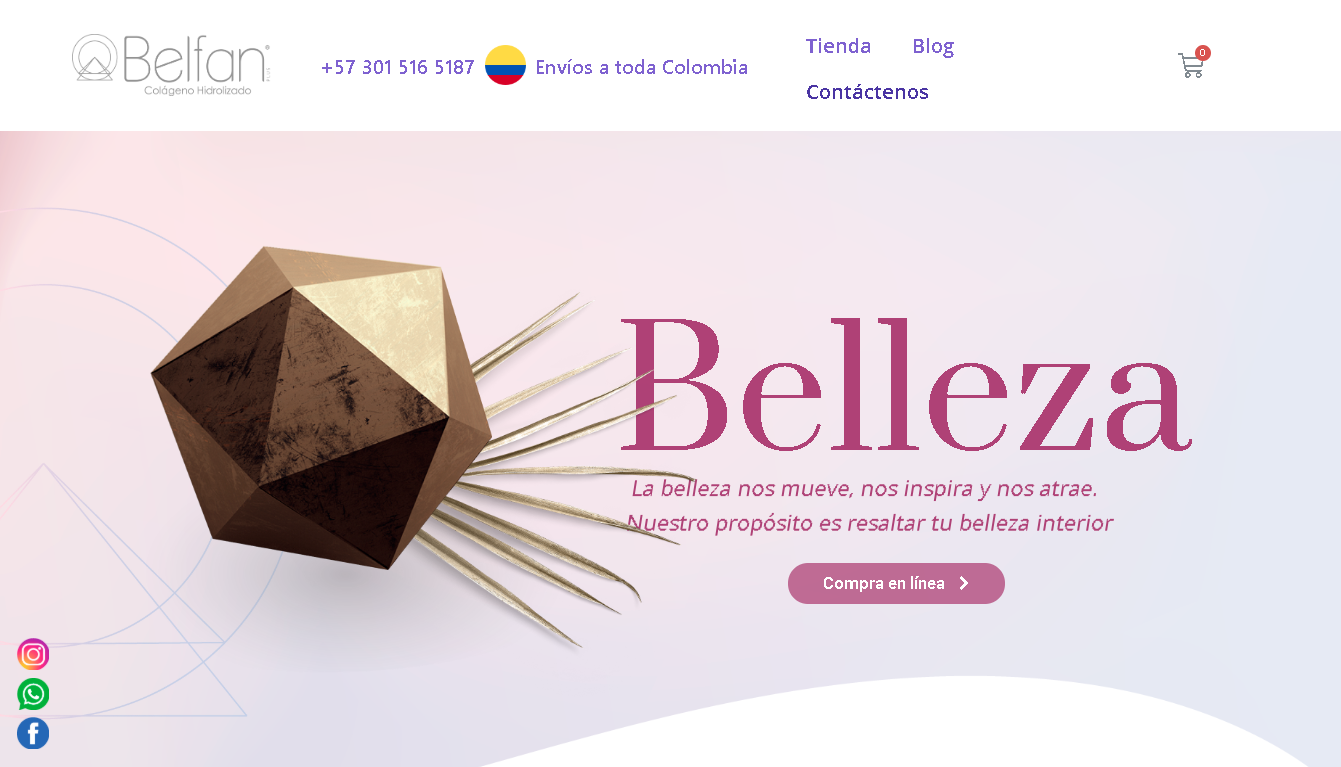 Belfan®
PLUS
Colágeno Hidrolizado
+57 301 516 5187
Envíos a toda Colombia
Tienda
Blog
Contáctenos
0
Belleza
La belleza nos mueve, nos inspira y nos atrae.
Nuestro propósito es resaltar tu belleza interior
Compra en línea